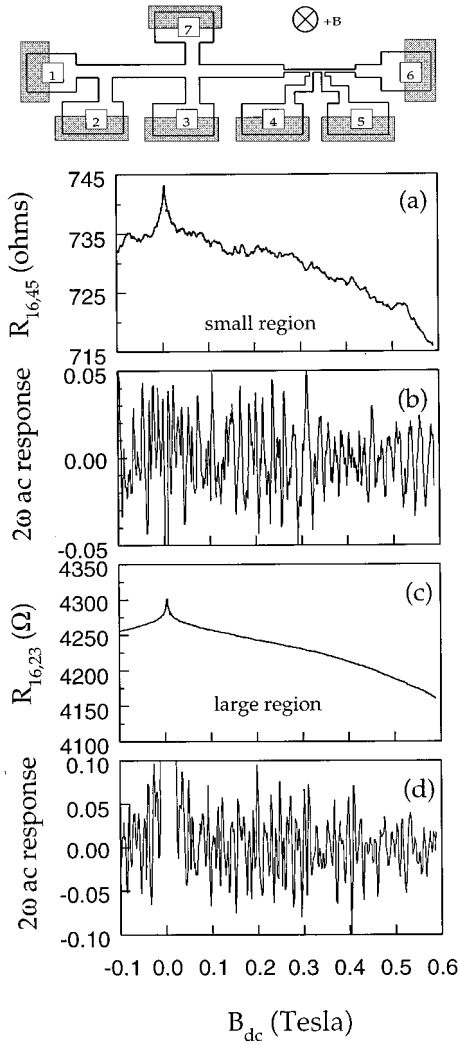 7
+B
1
6
2
3
4
5
R16,45 (ohms)
745
735
725
715
(a)
small region
2ω ac response
0.05
0.00
-0.05
(b)
R16,23 (Ω)
4350
4300
4250
4200
4150
4100
(c)
large region
2ω ac response
0.10
0.05
0.00
-0.05
-0.10
(d)
-0.1 0.0 0.1 0.2 0.3 0.4 0.5 0.6
Bdc (Tesla)